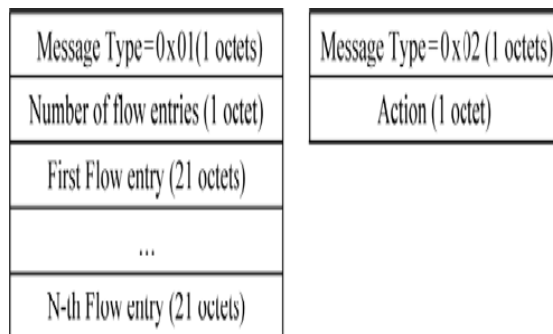 Message Type=0x01(1 octets)
Number of flow entries (1 octet)
First Flow entry (21 octets)
...
N-th Flow entry (21 octets)
Message Type=0x02 (1 octets)
Action (1 octet)